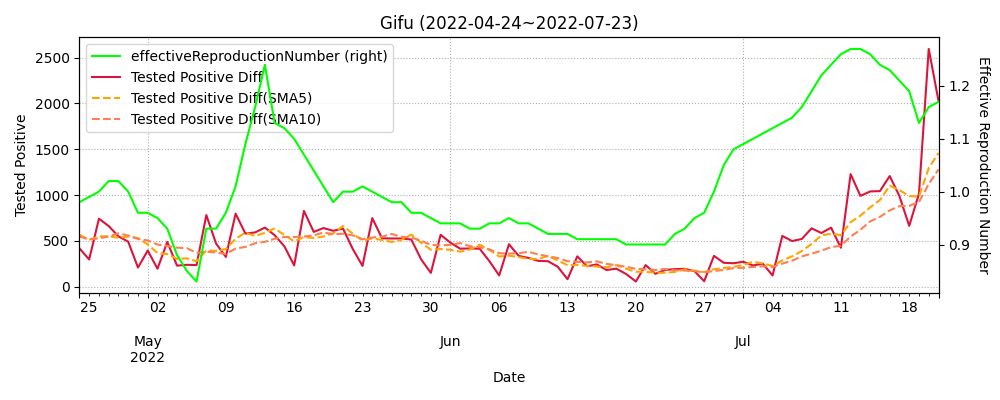 Gifu (2022-04-24~2022-07-23)
effectiveReproductionNumber (right)
Tested Positive Diff
Tested Positive Diff(SMA5)
Tested Positive Diff(SMA10)
Tested Positive
2500
2000
1500
1000
500
0
Effective Reproduction Number
1.2
1.1
1.0
0.9
25 02 09 16 23 30 06 13 20 27 04 11 18
May Jun Jul
2022
Date